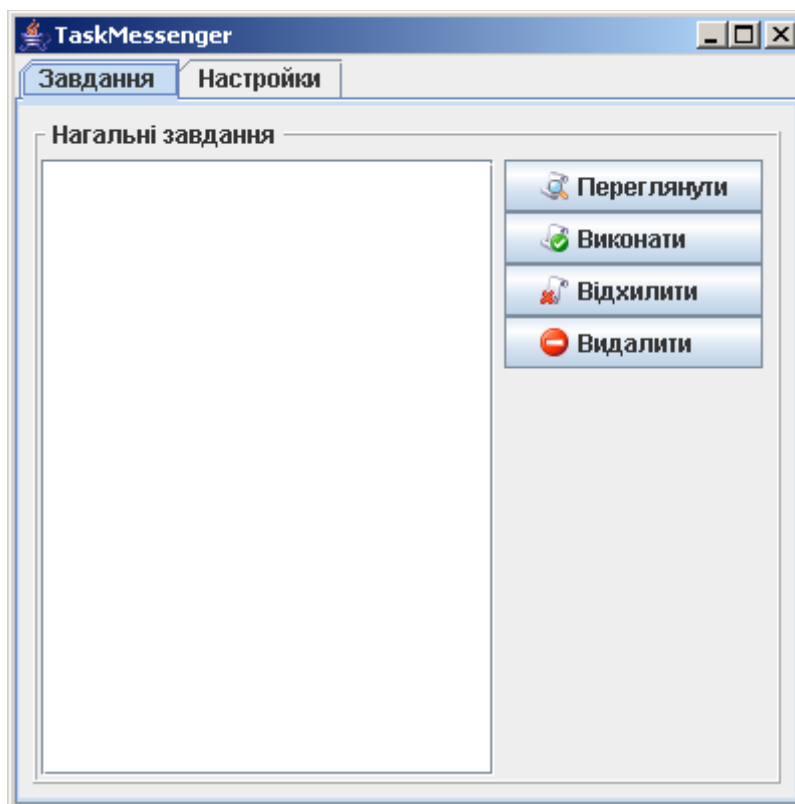 TaskMessenger
Завдання Настройки
Нагальні завдання
Переглянути
Виконати
Відхилити
Видалити